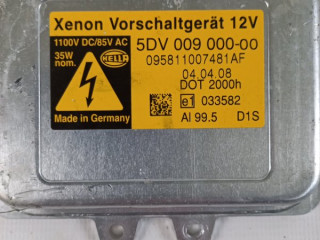 Xenon Vorschaltgerät 12V
1100V DC/85V AC
35W
nom.
HELLA
Made in Germany
5DV 009 000-00
095811007481AF
04.04.08
DOT 2000h
e1 033582
Al 99.5 D1S